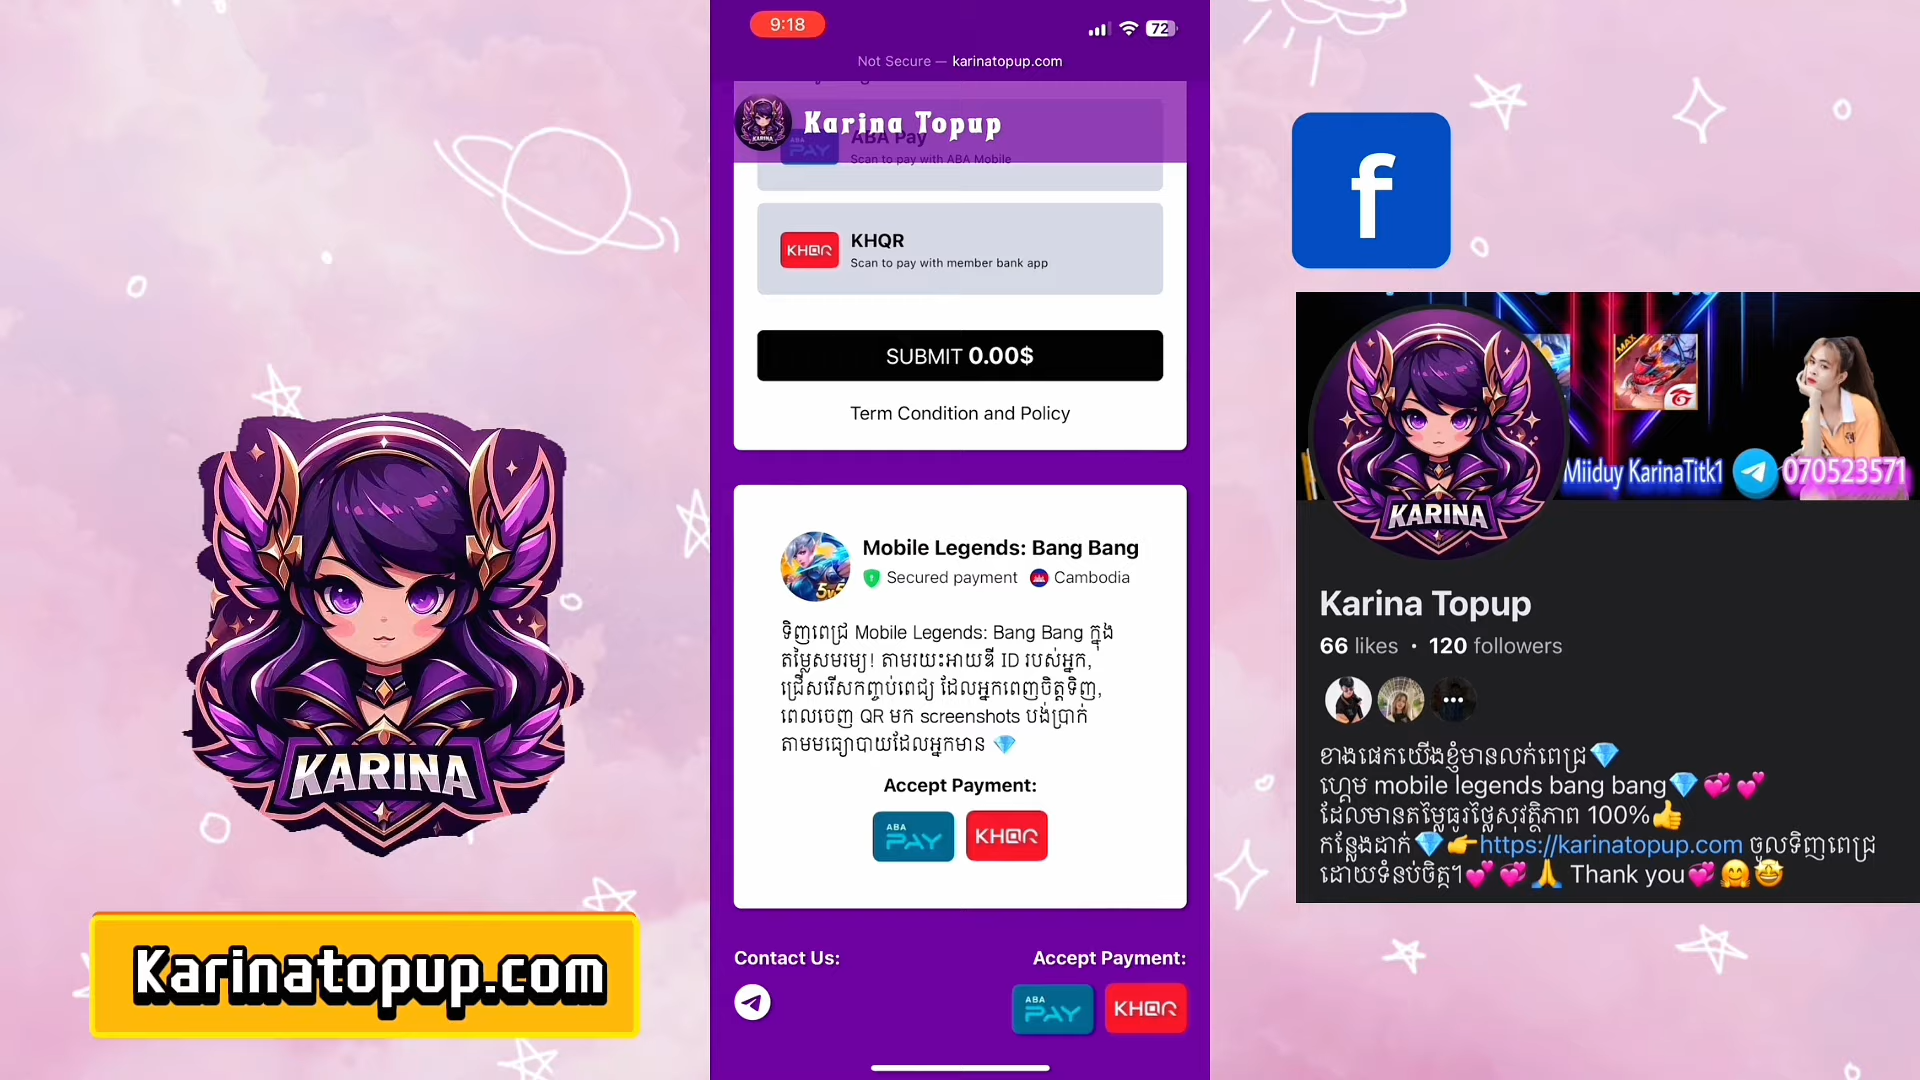 KARINA
Karinatopup.com
9:18
72
Not Secure — karinatopup.com
KARINA
Karina Topup
ABA PAY
ABA Pay
Scan to pay with ABA Mobile
KHQR
KHQR
Scan to pay with member bank app
SUBMIT 0.00$
Term Condition and Policy
Mobile Legends: Bang Bang
5v5
Secured payment
Cambodia
ទិញពេជ្រ Mobile Legends: Bang Bang ក្នុង
តម្លៃសមរម្យ! តាមរយះអាយឌី ID របស់អ្នក,
ជ្រើសរើសកញ្ចប់ពេជ្យ ដែលអ្នកពេញចិត្តទិញ,
ពេលចេញ QR មក screenshots បង់ប្រាក់
តាមមធ្យោបាយដែលអ្នកមាន 💎
Accept Payment:
ABA PAY
KHQR
Contact Us:
Accept Payment:
ABA PAY
KHQR
f
MAX
Miiduy KarinaTitk1
070523571
KARINA
Karina Topup
66 likes • 120 followers
ខាងផេកយើងខ្ញុំមានលក់ពេជ្រ💎
ហ្គេម mobile legends bang bang💎💞💕
ដែលមានតម្លៃធូរថ្លៃសុវត្ថិភាព 100%👍
កន្លែងដាក់💎👉https://karinatopup.com ចូលទិញពេជ្រ
ដោយទំនប់ចិត្ត។💕💞🙏 Thank you💞🤗🤩